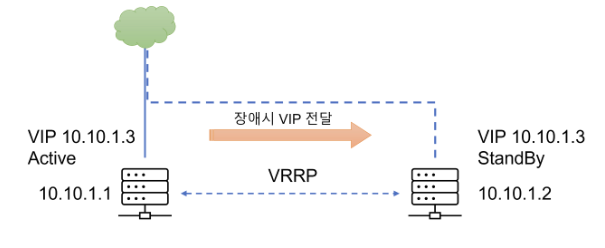 장애시 VIP 전달
VIP 10.10.1.3
Active
VIP 10.10.1.3
StandBy
VRRP
10.10.1.1
10.10.1.2